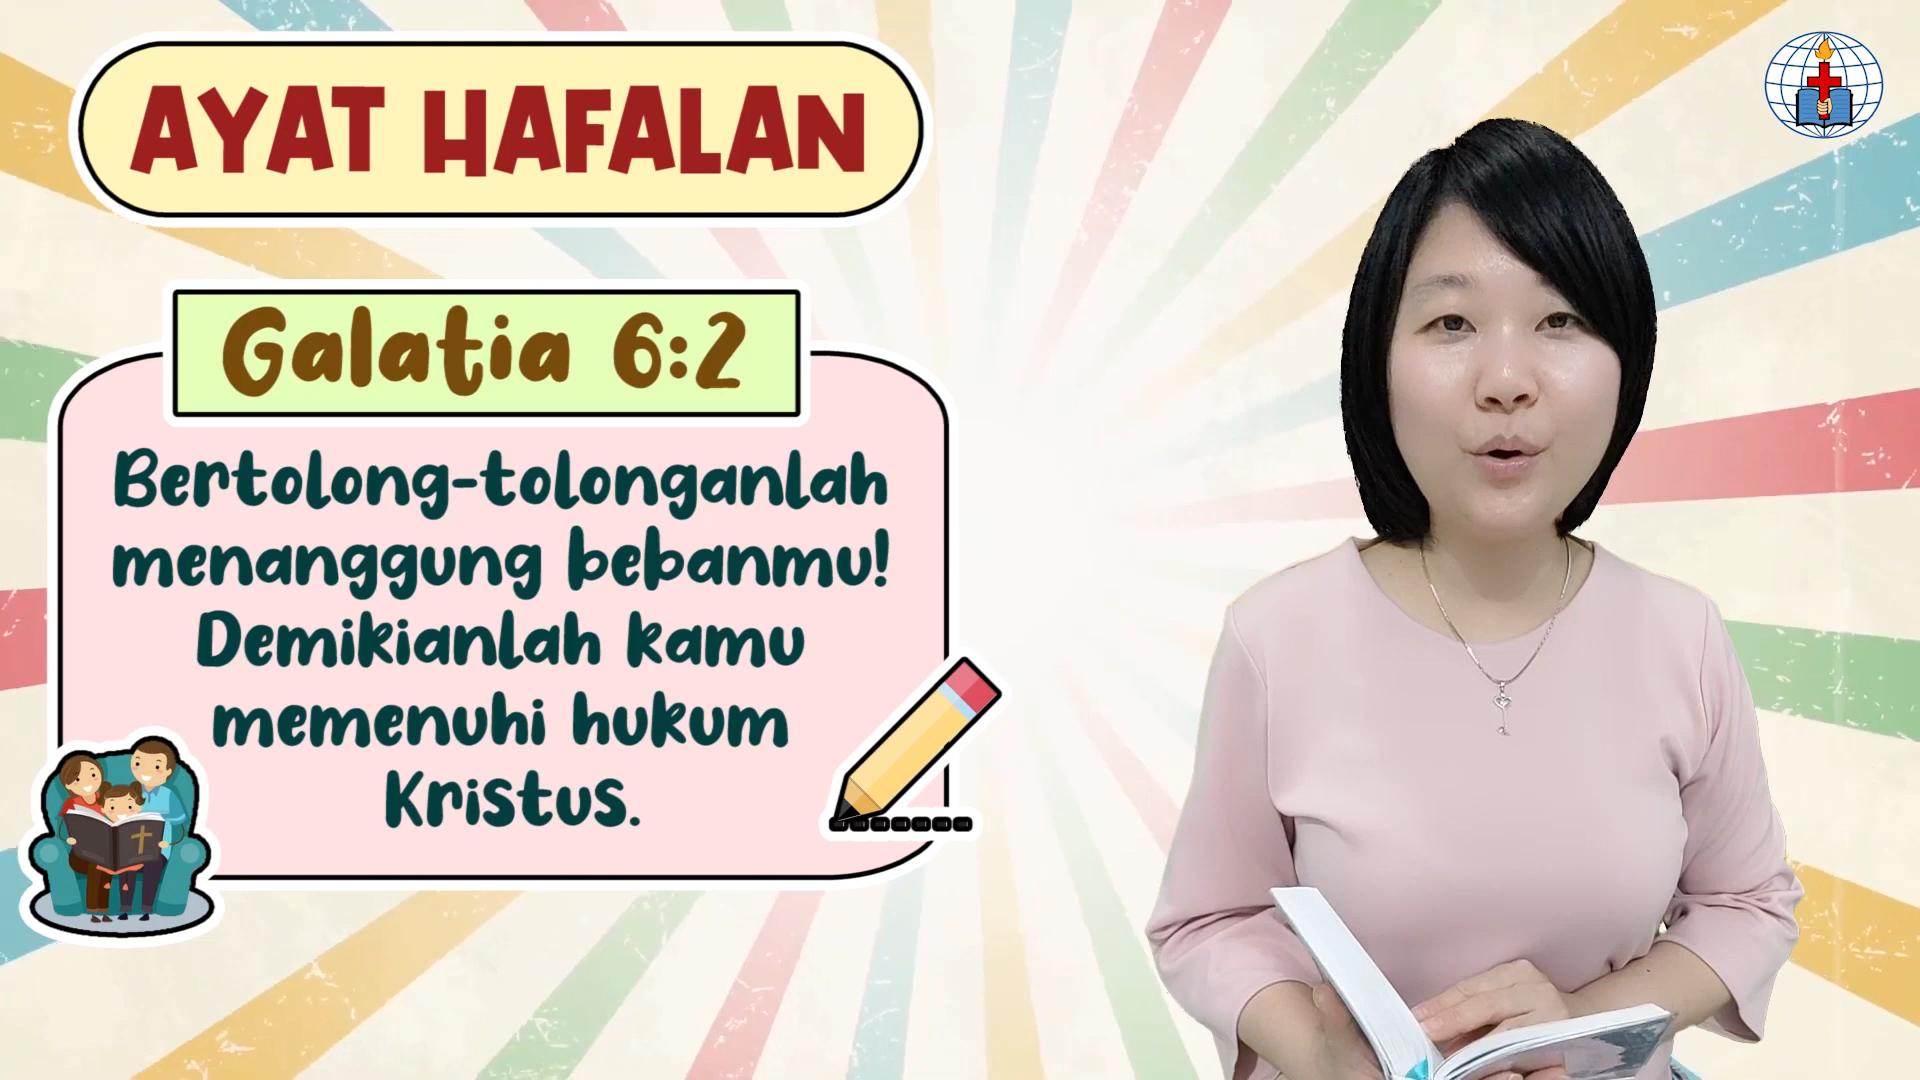 AYAT HAFALAN
Galatia 6:2
Bertolong-tolonganlah
menanggung bebanmu!
Demikianlah kamu
memenuhi hukum
Kristus.